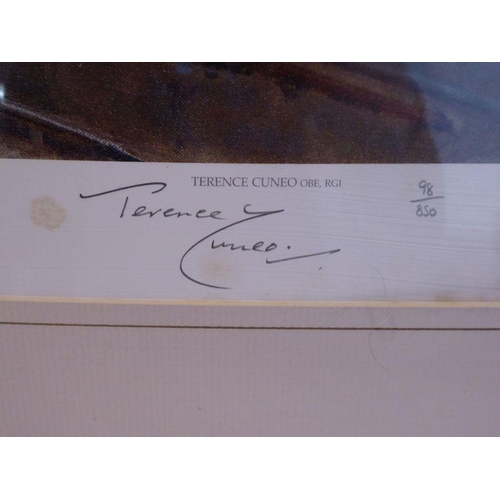 TERENCE CUNEO OBE, RGI
98/850
Terence
Cuneo.